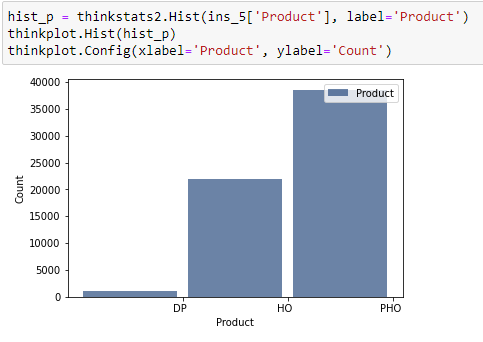 hist_p = thinkstats2.Hist(ins_5['Product'], label='Product')
thinkplot.Hist(hist_p)
thinkplot.Config(xlabel='Product', ylabel='Count')
Product
40000
35000
30000
25000
20000
15000
10000
5000
0
Count
DP HO PHO
Product